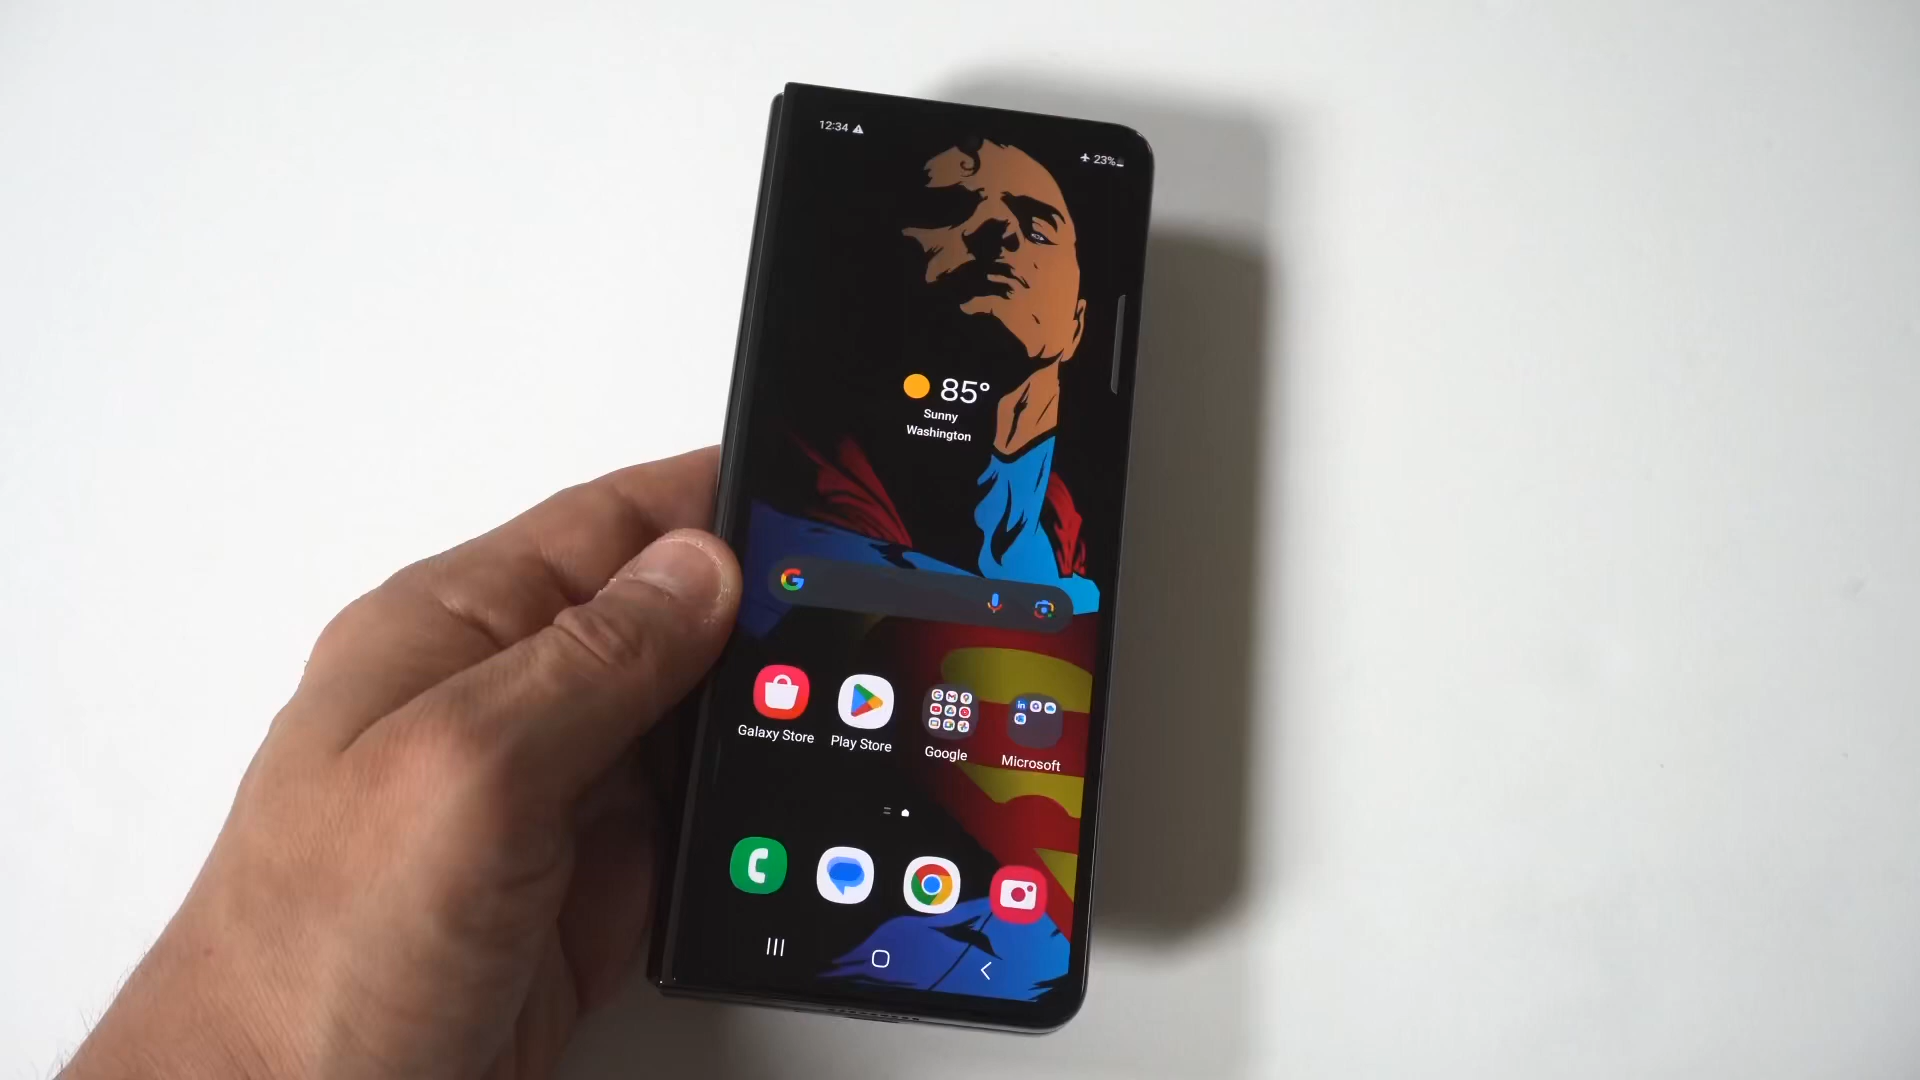 12:34
23%
85°
Sunny
Washington
Galaxy Store
Play Store
Google
Microsoft